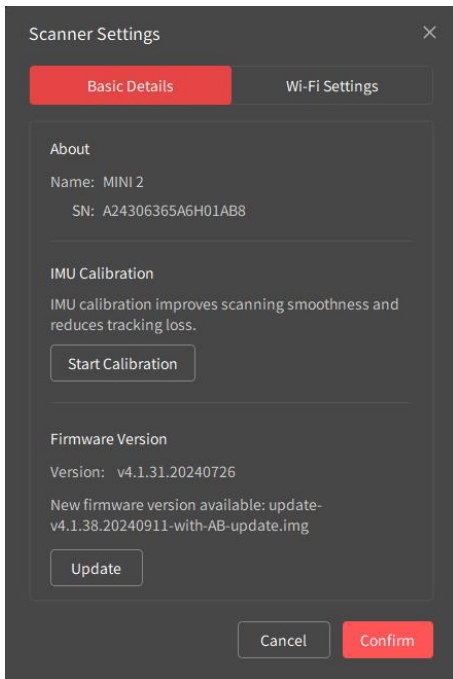 Scanner Settings
Basic Details
Wi-Fi Settings
About
Name: MINI 2
SN: A24306365A6H01AB8
IMU Calibration
IMU calibration improves scanning smoothness and
reduces tracking loss.
Start Calibration
Firmware Version
Version: v4.1.31.20240726
New firmware version available: update-
v4.1.38.20240911-with-AB-update.img
Update
Cancel
Confirm